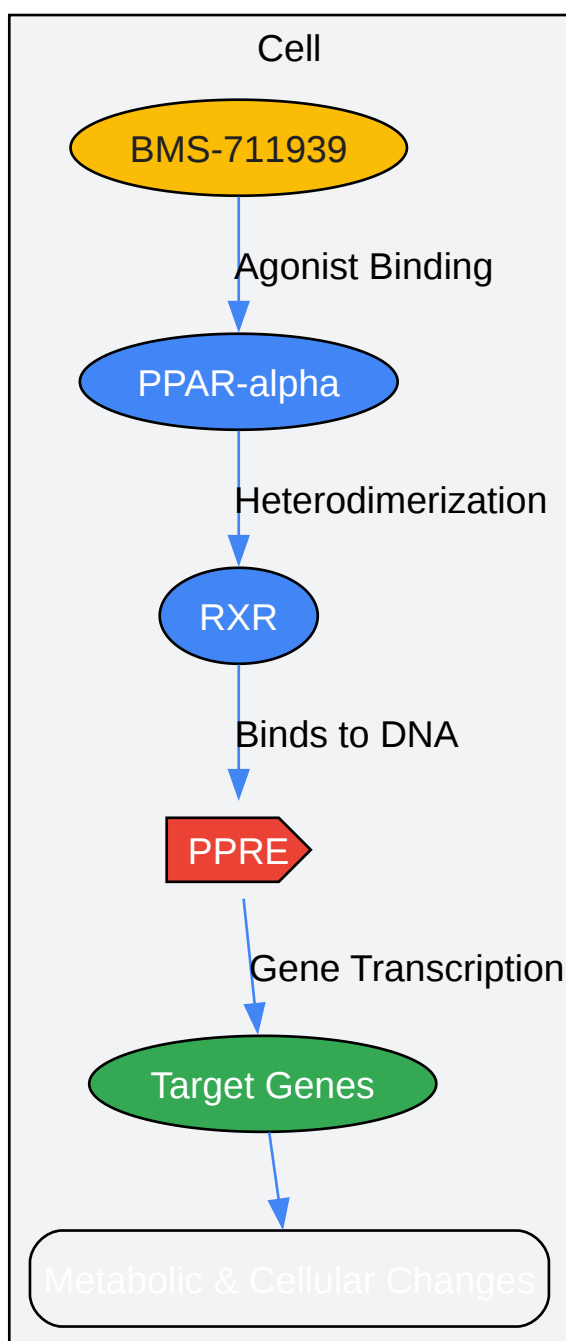 Cell
BMS-711939
Agonist Binding
PPAR-alpha
Heterodimerization
RXR
Binds to DNA
PPRE
Gene Transcription
Target Genes
Metabolic & Cellular Changes